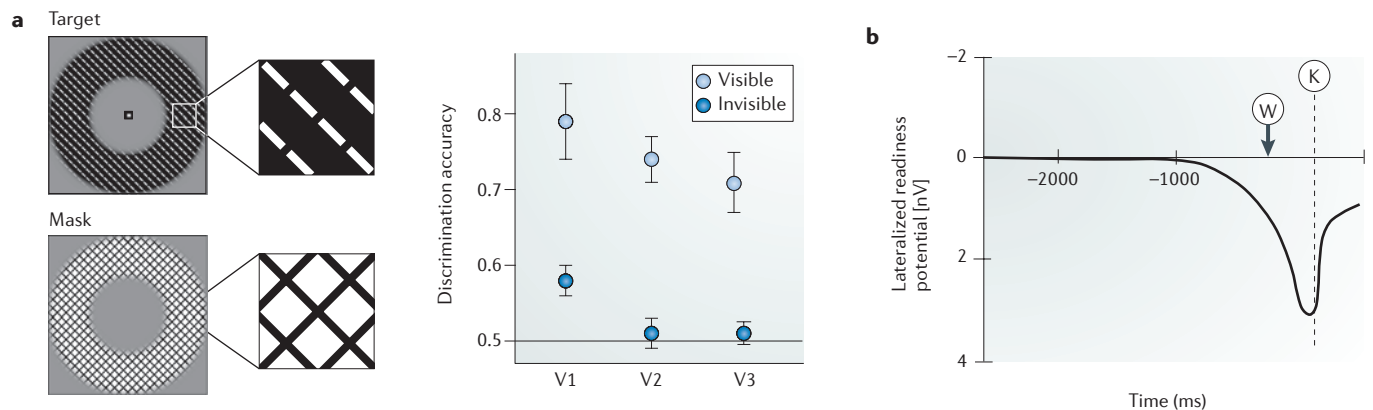 a
Target
Mask
Discrimination accuracy
0.8
0.7
0.6
0.5
V1
V2
V3
Visible
Invisible
b
Lateralized readiness
potential [nV]
–2
0
2
4
–2000
–1000
W
K
Time (ms)